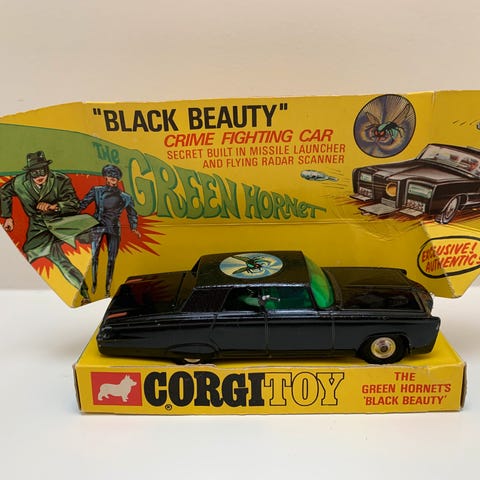 "BLACK BEAUTY"
CRIME FIGHTING CAR
SECRET BUILT IN MISSILE LAUNCHER
AND FLYING RADAR SCANNER
The
GREEN HORNET
EXCLUSIVE!
AUTHENTIC!
CORGI TOY
®
THE
GREEN HORNET'S
'BLACK BEAUTY'